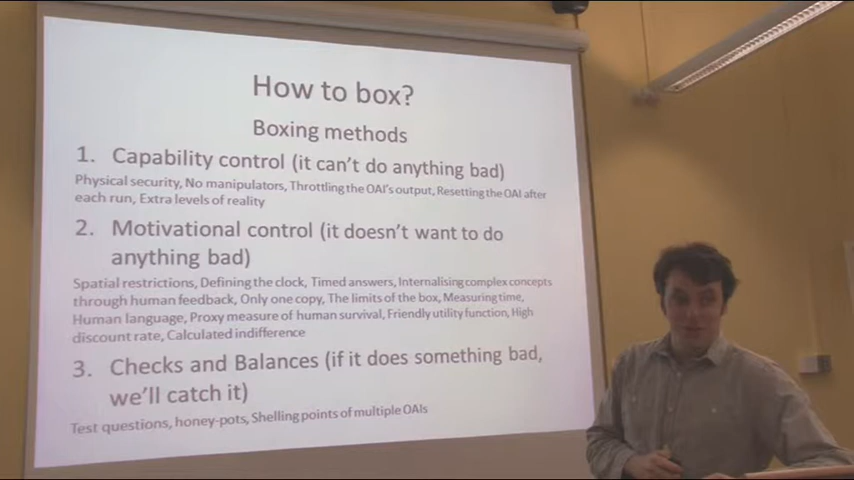 How to box?
Boxing methods
1. Capability control (it can't do anything bad)
Physical security, No manipulators, Throttling the OAI's output, Resetting the OAI after
each run, Extra levels of reality
2. Motivational control (it doesn't want to do
anything bad)
Spatial restrictions, Defining the clock, Timed answers, Internalising complex concepts
through human feedback, Only one copy, The limits of the box, Measuring time,
Human language, Proxy measure of human survival, Friendly utility function, High
discount rate, Calculated indifference
3. Checks and Balances (if it does something bad,
we'll catch it)
Test questions, honey-pots, Shelling points of multiple OAIs